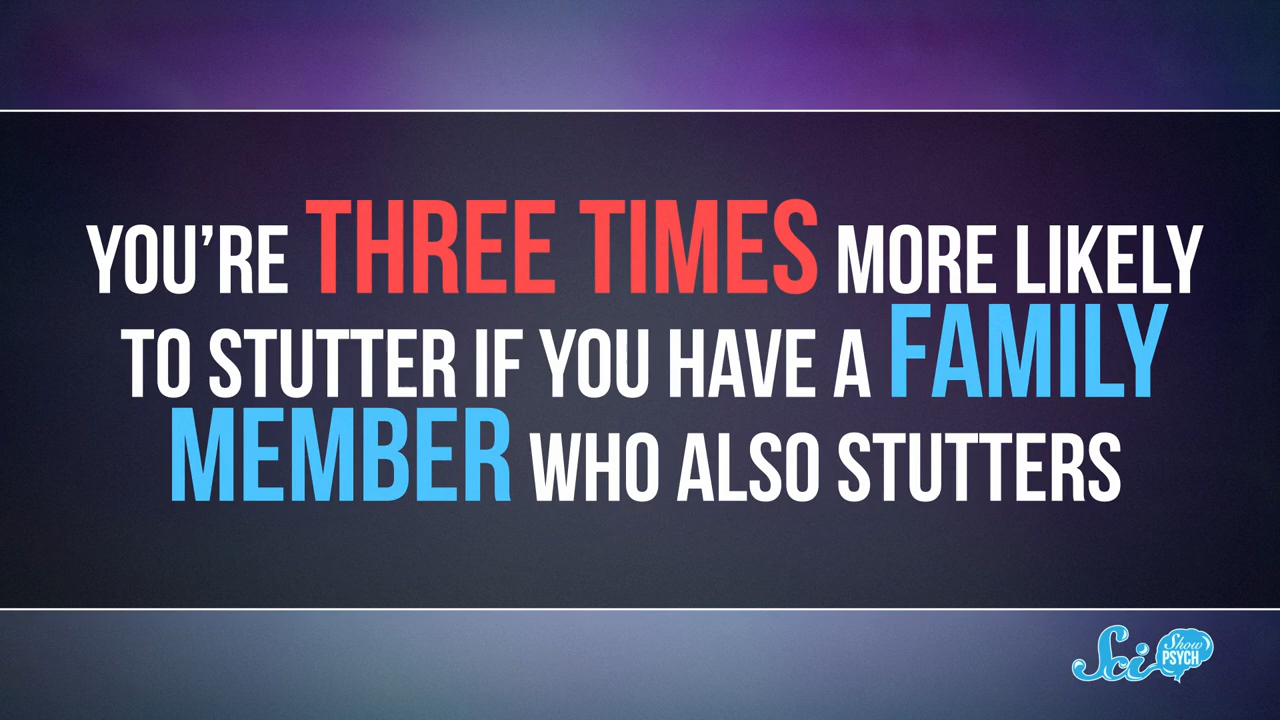 YOU'RE THREE TIMES MORE LIKELY
TO STUTTER IF YOU HAVE A FAMILY
MEMBER WHO ALSO STUTTERS
Sci Show PSYCH